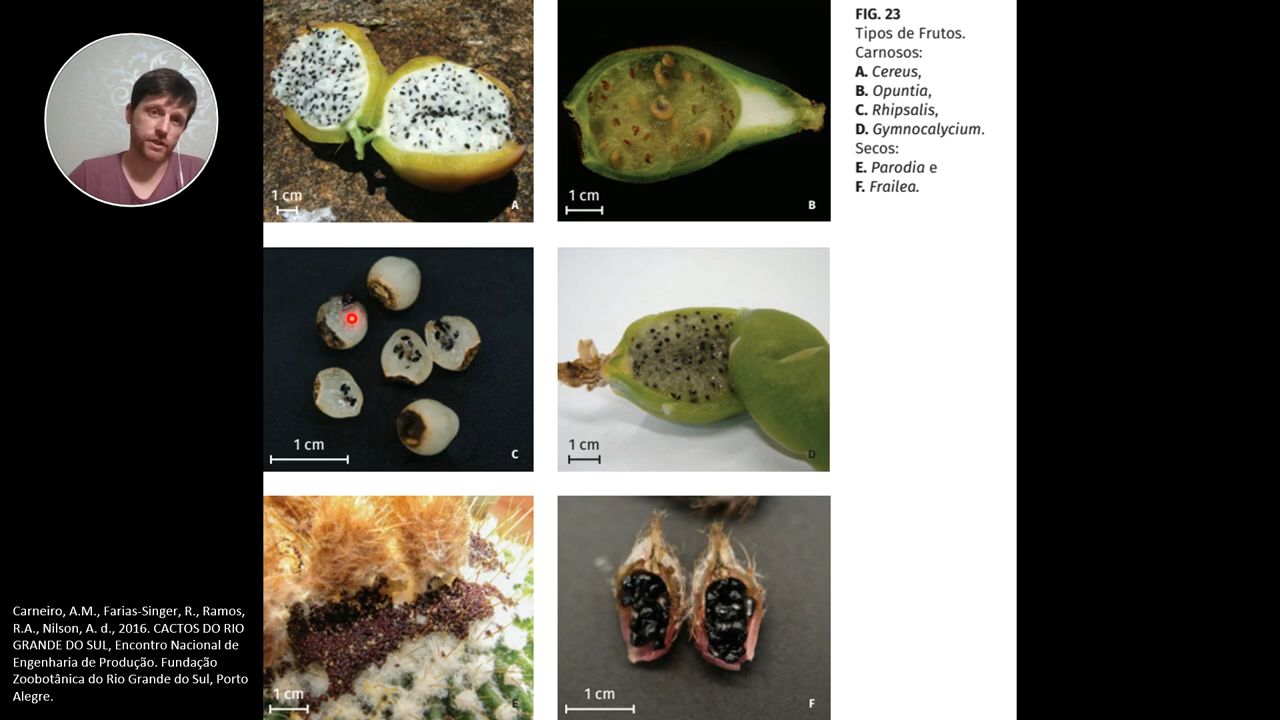 FIG. 23
Tipos de Frutos.
Carnosos:
A. Cereus,
B. Opuntia,
C. Rhipsalis,
D. Gymnocalycium.
Secos:
E. Parodia e
F. Frailea.
1 cm
A
1 cm
B
1 cm
C
1 cm
D
1 cm
E
1 cm
F
Carneiro, A.M., Farias-Singer, R., Ramos,
R.A., Nilson, A. d., 2016. CACTOS DO RIO
GRANDE DO SUL, Encontro Nacional de
Engenharia de Produção. Fundação
Zoobotânica do Rio Grande do Sul, Porto
Alegre.